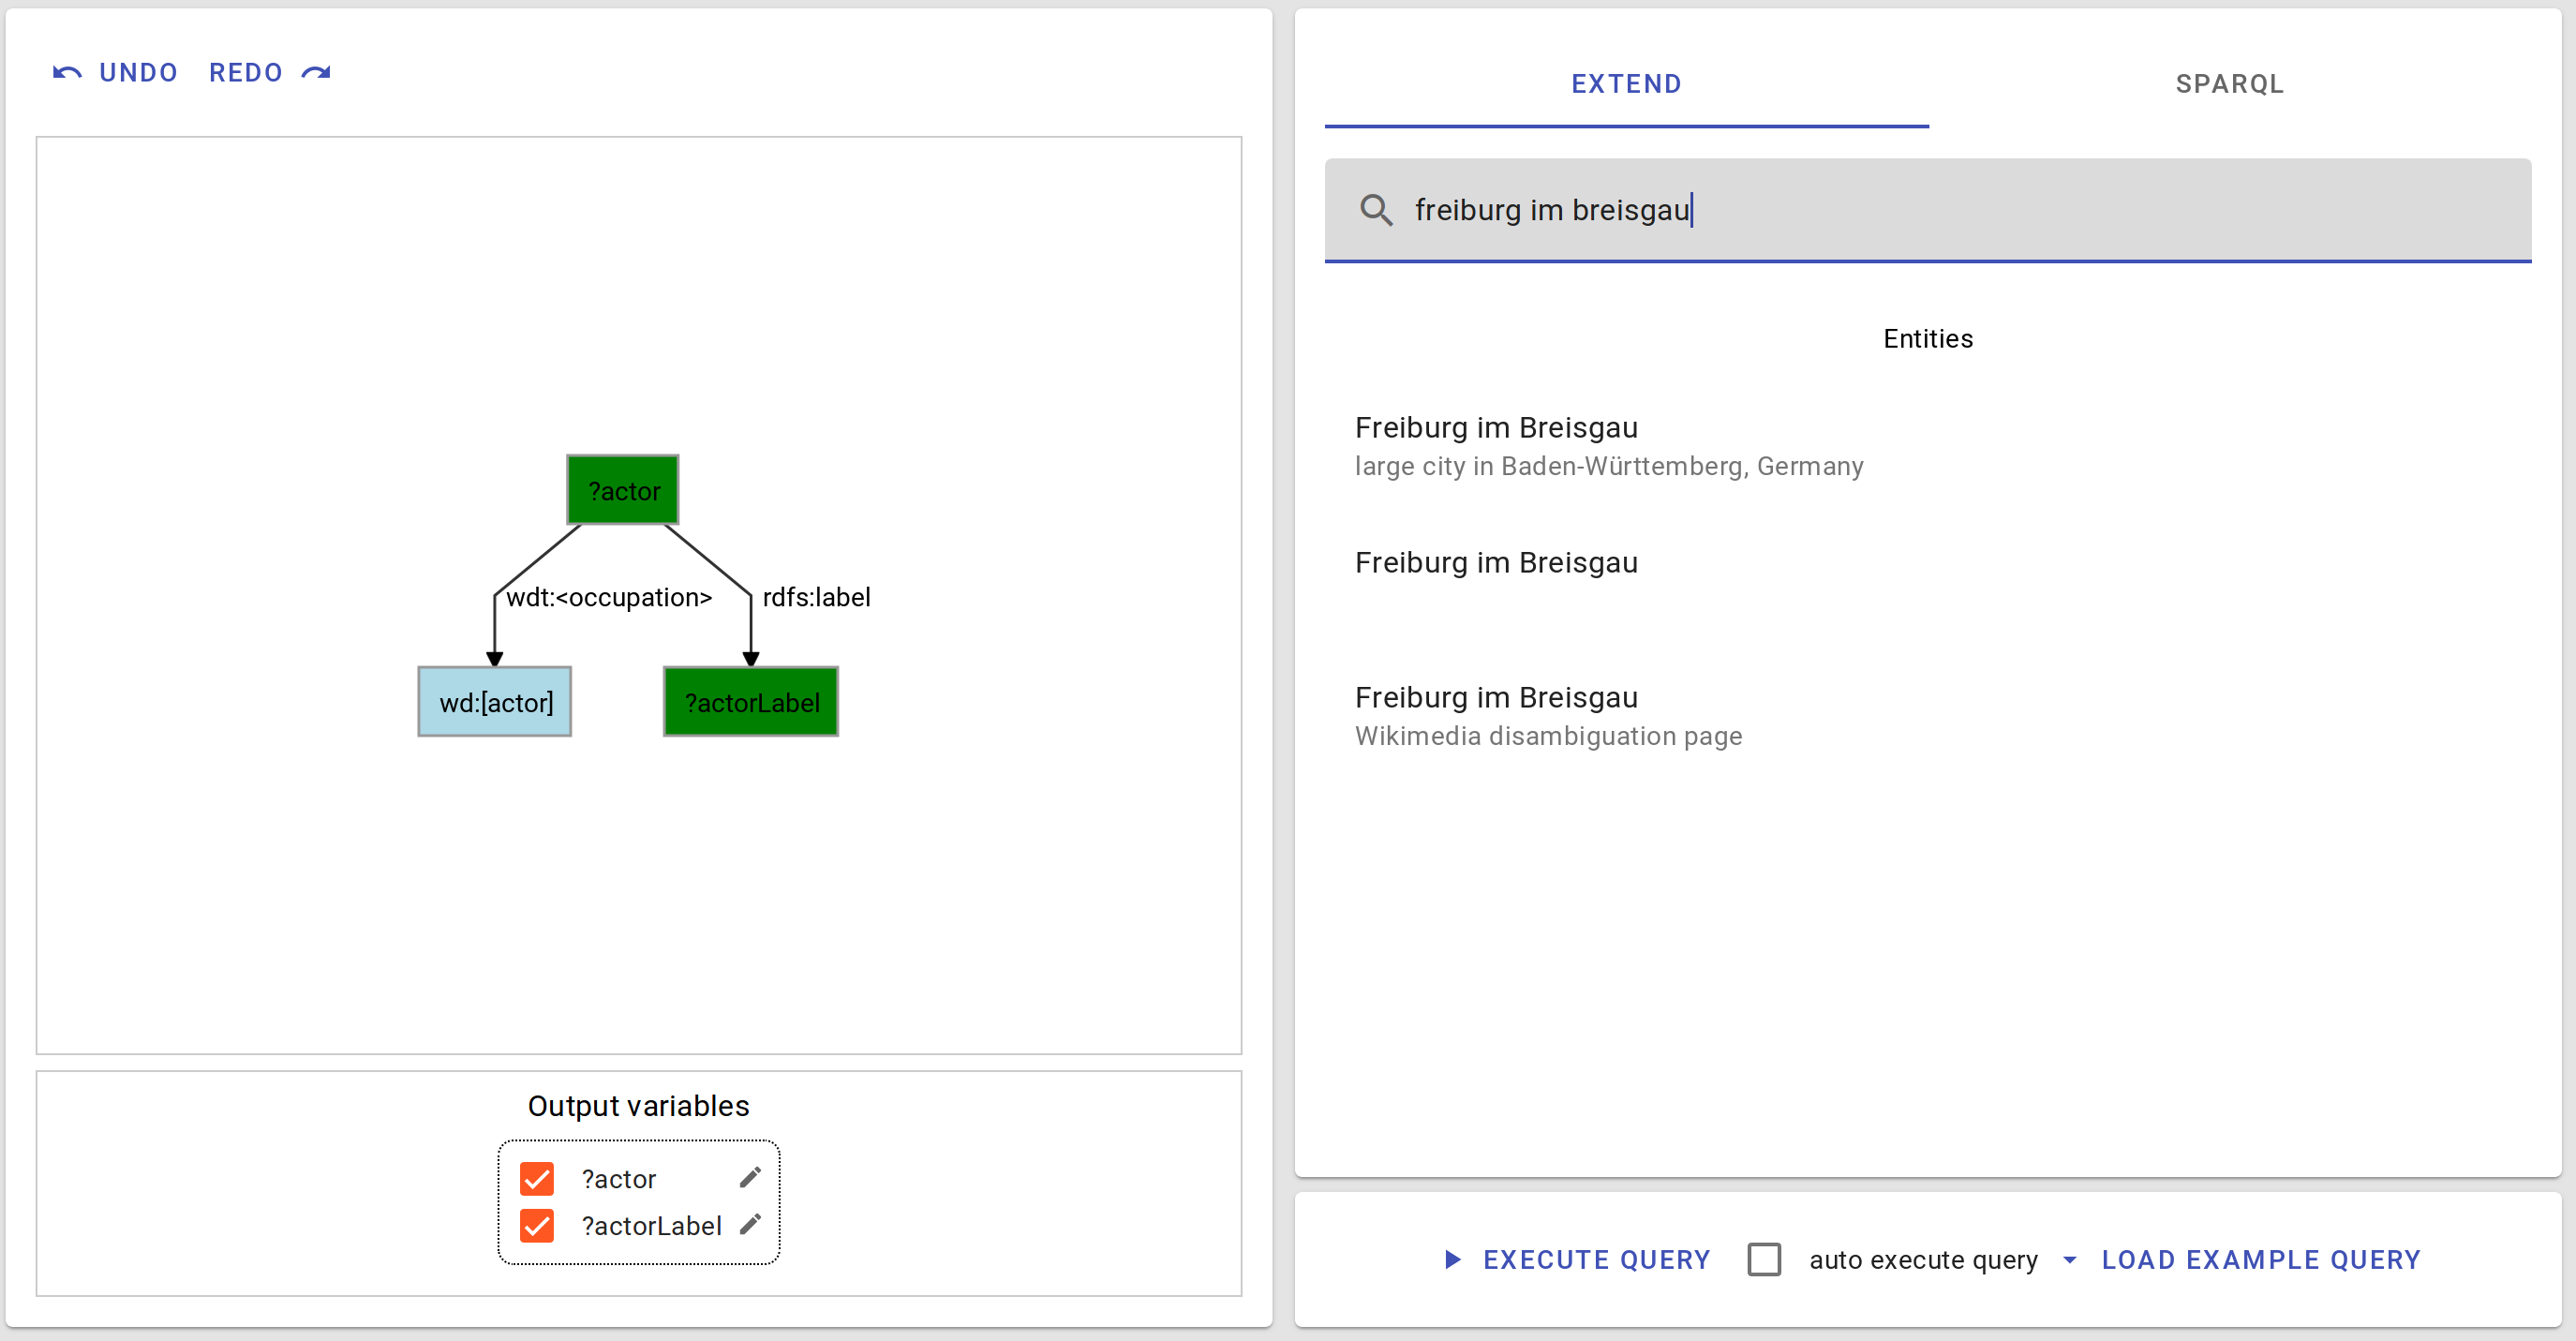 UNDO REDO
?actor
wdt:<occupation> rdfs:label
wd:[actor] ?actorLabel
Output variables
?actor
?actorLabel
EXTEND SPARQL
freiburg im breisgau
Entities
Freiburg im Breisgau
large city in Baden-Württemberg, Germany
Freiburg im Breisgau
Freiburg im Breisgau
Wikimedia disambiguation page
EXECUTE QUERY auto execute query LOAD EXAMPLE QUERY